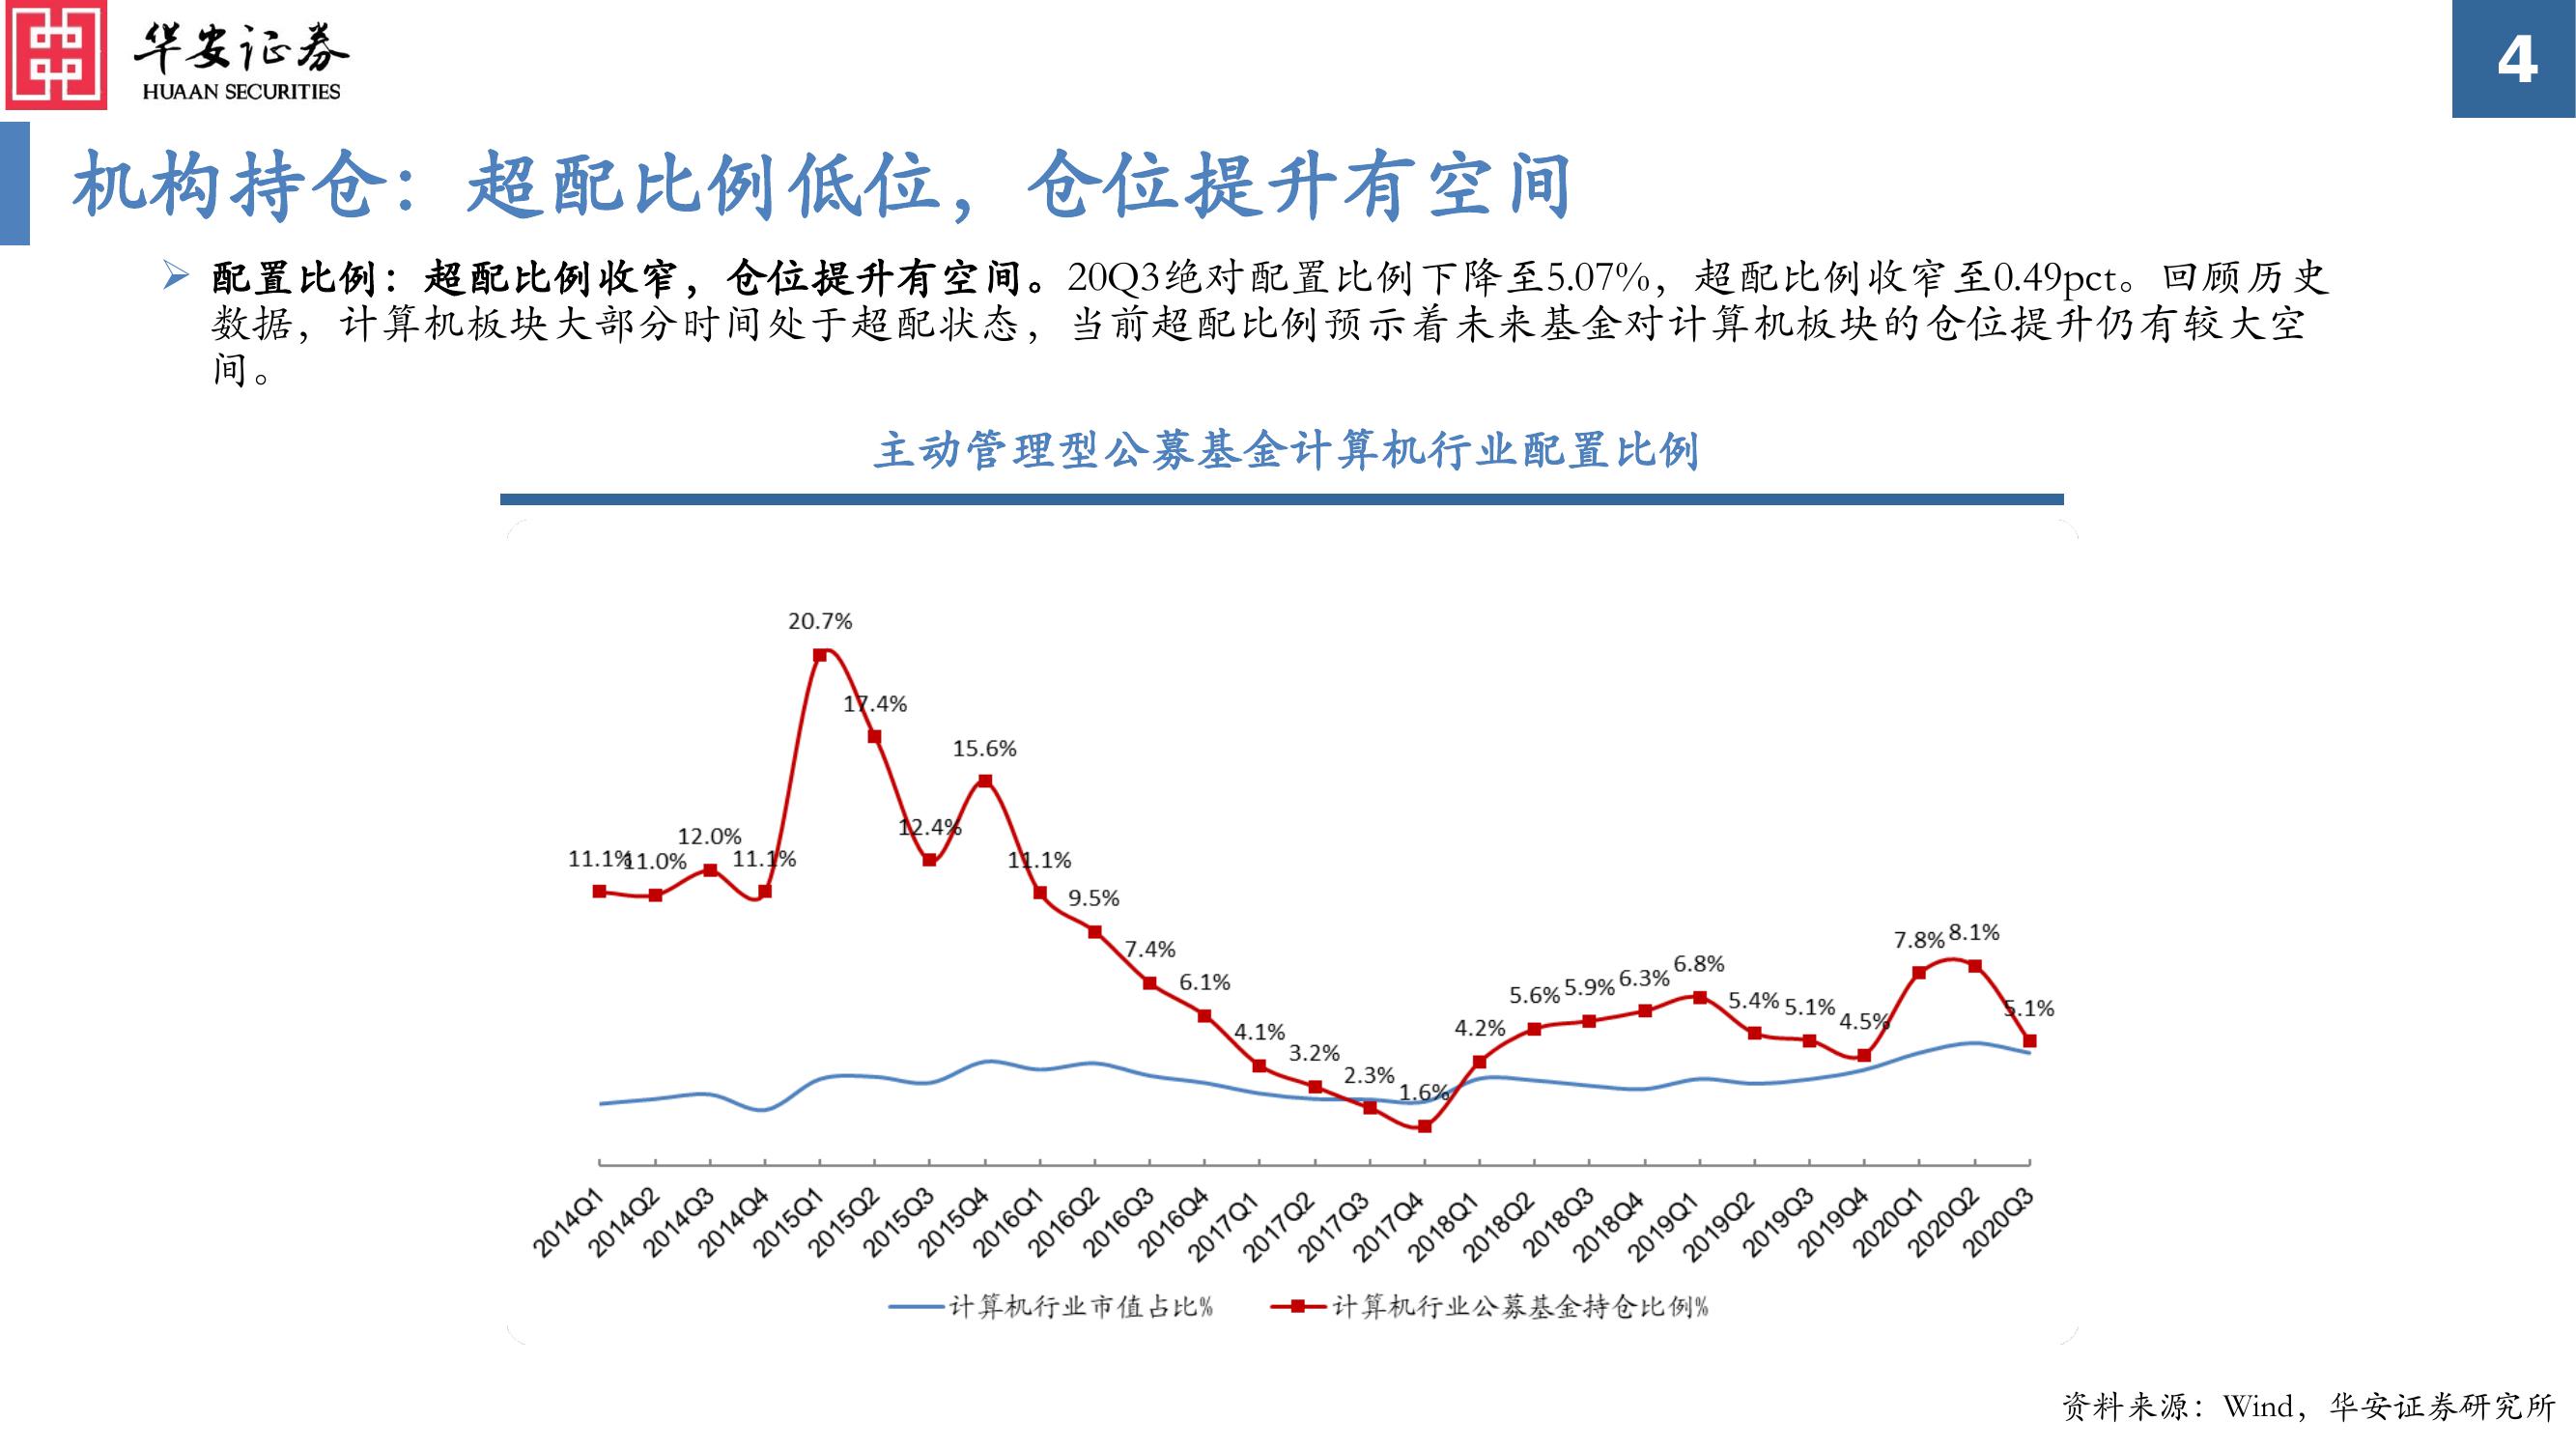 华安证券
HUAAN SECURITIES
4
机构持仓：超配比例低位，仓位提升有空间
配置比例：超配比例收窄，仓位提升有空间。20Q3绝对配置比例下降至5.07%，超配比例收窄至0.49pct。回顾历史
数据，计算机板块大部分时间处于超配状态，当前超配比例预示着未来基金对计算机板块的仓位提升仍有较大空
间。
主动管理型公募基金计算机行业配置比例
20.7%
17.4%
15.6%
12.4%
12.0%
11.1% 11.0% 11.1% 11.1%
9.5%
7.4%
6.1%
4.1%
3.2%
2.3%
1.6%
4.2%
5.6% 5.9% 6.3% 6.8%
5.4% 5.1% 4.5%
7.8% 8.1%
5.1%
2014Q1 2014Q2 2014Q3 2014Q4 2015Q1 2015Q2 2015Q3 2015Q4 2016Q1 2016Q2 2016Q3 2016Q4 2017Q1 2017Q2 2017Q3 2017Q4 2018Q1 2018Q2 2018Q3 2018Q4 2019Q1 2019Q2 2019Q3 2019Q4 2020Q1 2020Q2 2020Q3
计算机行业市值占比% 计算机行业公募基金持仓比例%
资料来源：Wind，华安证券研究所